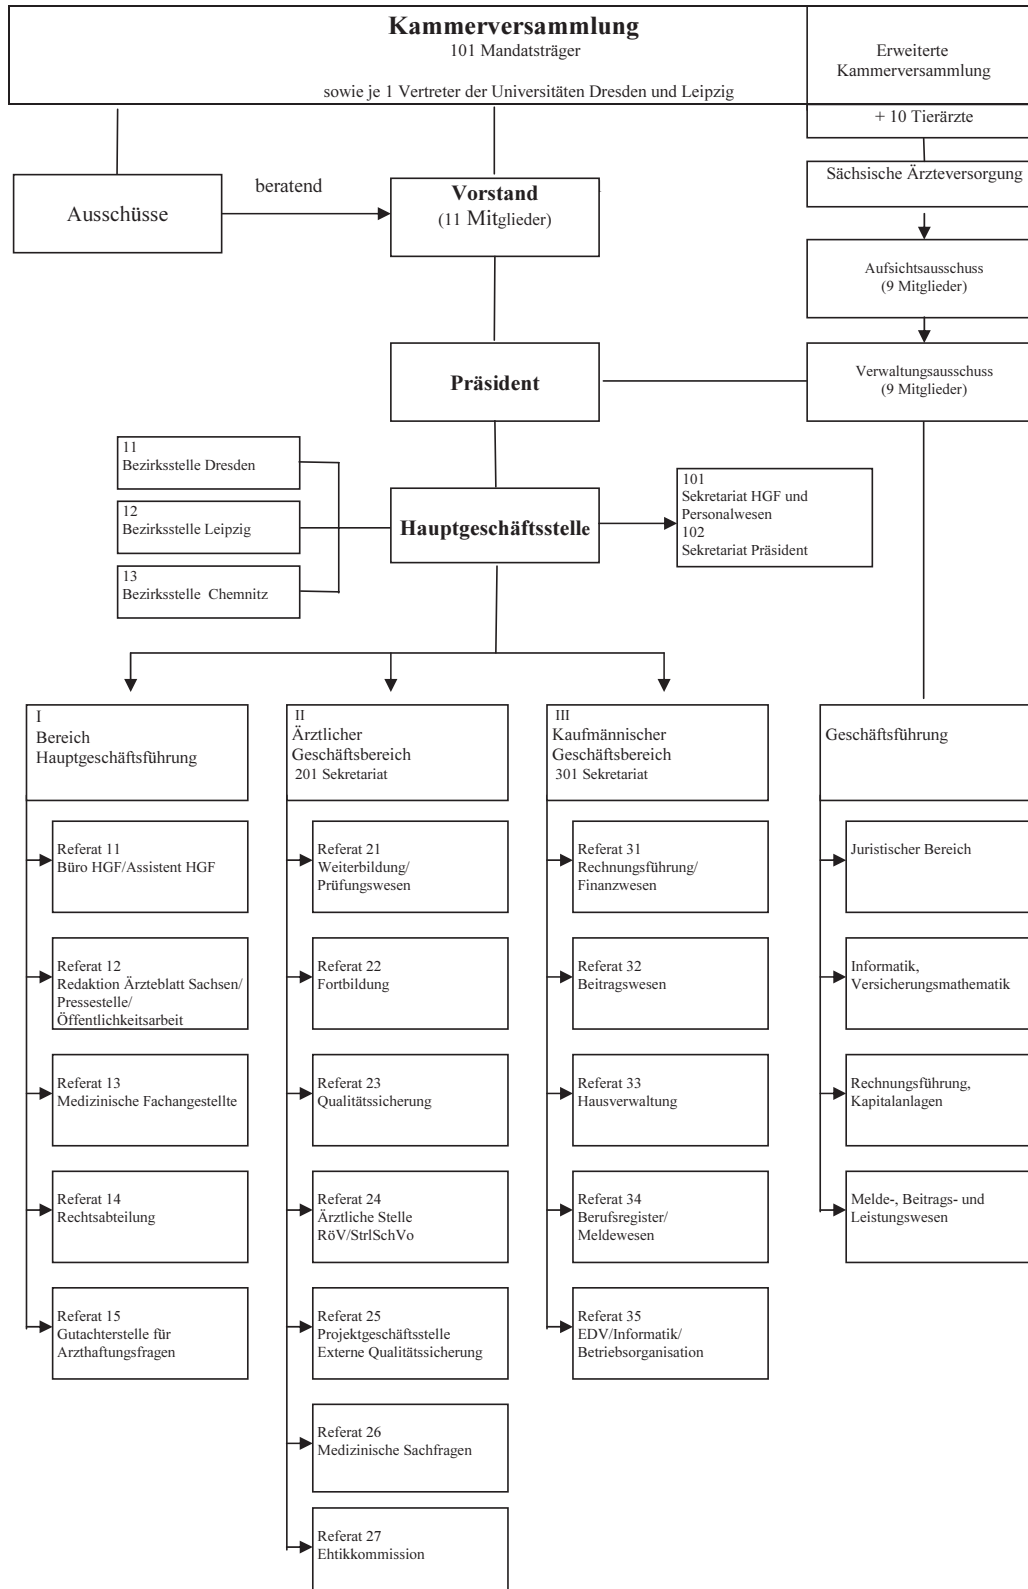 Kammerversammlung
101 Mandatsträger
sowie je 1 Vertreter der Universitäten Dresden und Leipzig
Erweiterte
Kammerversammlung
+ 10 Tierärzte
Ausschüsse
beratend
Vorstand
(11 Mitglieder)
Sächsische Ärzteversorgung
Aufsichtsausschuss
(9 Mitglieder)
Präsident
Verwaltungsausschuss
(9 Mitglieder)
11
Bezirksstelle Dresden
12
Bezirksstelle Leipzig
13
Bezirksstelle Chemnitz
Hauptgeschäftsstelle
101
Sekretariat HGF und
Personalwesen
102
Sekretariat Präsident
I
Bereich
Hauptgeschäftsführung
II
Ärztlicher
Geschäftsbereich
201 Sekretariat
III
Kaufmännischer
Geschäftsbereich
301 Sekretariat
Geschäftsführung
Referat 11
Büro HGF/Assistent HGF
Referat 21
Weiterbildung/
Prüfungswesen
Referat 31
Rechnungsführung/
Finanzwesen
Juristischer Bereich
Referat 12
Redaktion Ärzteblatt Sachsen/
Pressestelle/
Öffentlichkeitsarbeit
Referat 22
Fortbildung
Referat 32
Beitragswesen
Informatik,
Versicherungsmathematik
Referat 13
Medizinische Fachangestellte
Referat 23
Qualitätssicherung
Referat 33
Hausverwaltung
Rechnungsführung,
Kapitalanlagen
Referat 14
Rechtsabteilung
Referat 24
Ärztliche Stelle
RöV/StrlSchVo
Referat 34
Berufsregister/
Meldewesen
Melde-, Beitrags- und
Leistungswesen
Referat 15
Gutachterstelle für
Arzthaftungsfragen
Referat 25
Projektgeschäftsstelle
Externe Qualitätssicherung
Referat 35
EDV/Informatik/
Betriebsorganisation
Referat 26
Medizinische Sachfragen
Referat 27
Ehtikkommission